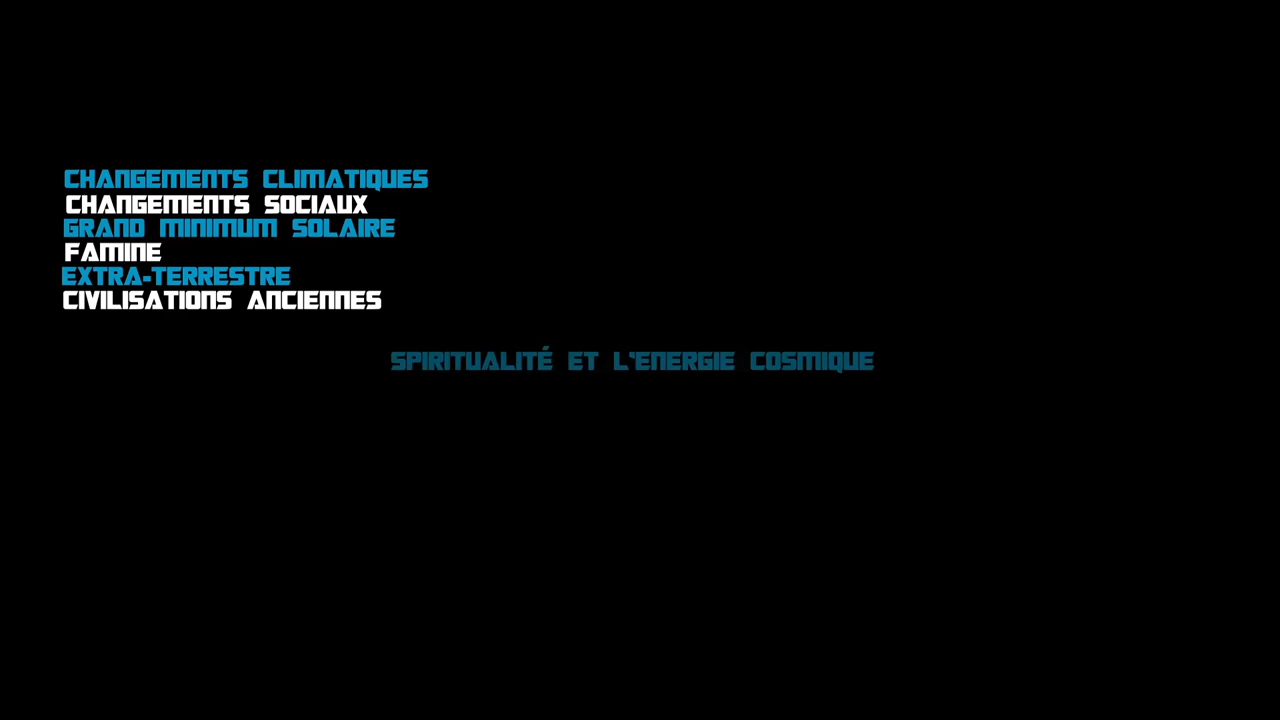 CHANGEMENTS CLIMATIQUES
CHANGEMENTS SOCIAUX
GRAND MINIMUM SOLAIRE
FAMINE
EXTRA-TERRESTRE
CIVILISATIONS ANCIENNES
SPIRITUALITÉ ET L'ENERGIE COSMIQUE